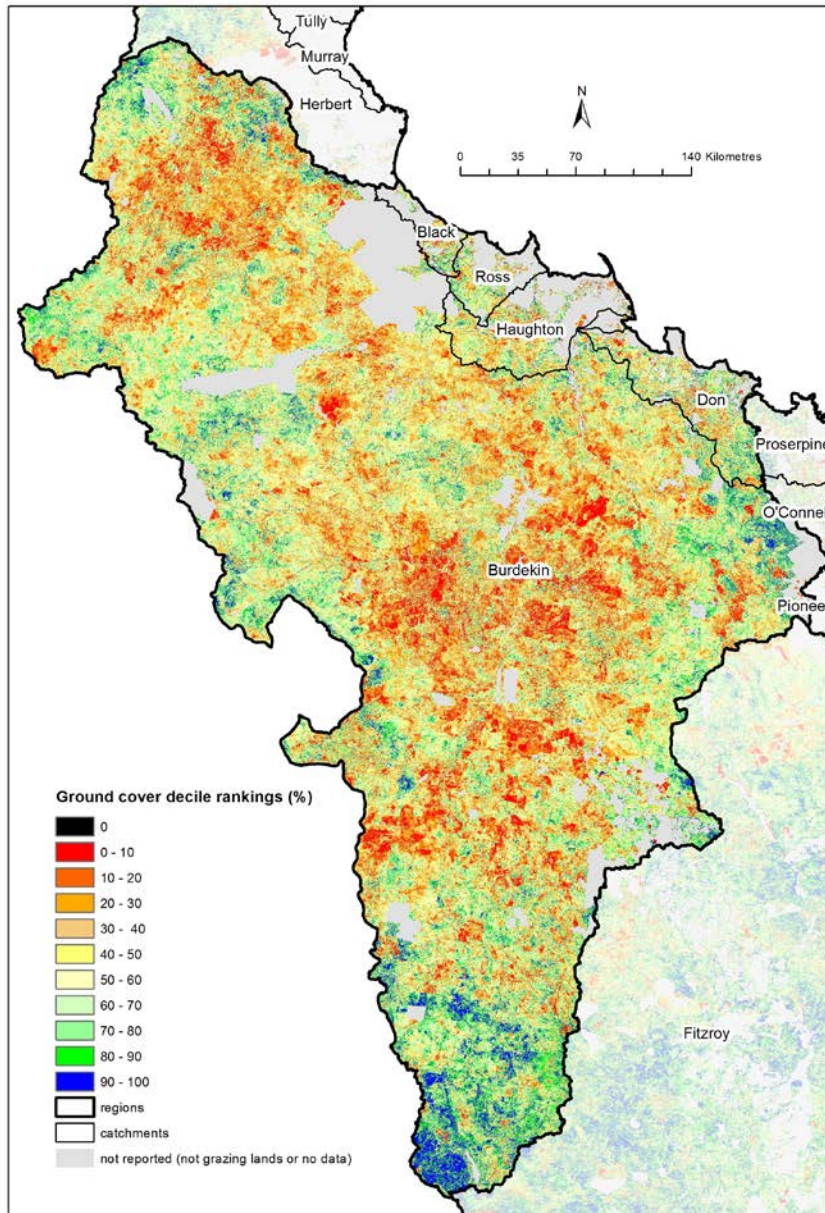 Tully
Murray
Herbert
N
0 35 70 140 Kilometres
Black
Ross
Haughton
Don
Proserpine
O'Connel
Burdekin
Pionee
Ground cover decile rankings (%)
0
0 - 10
10 - 20
20 - 30
30 - 40
40 - 50
50 - 60
60 - 70
70 - 80
80 - 90
90 - 100
regions
catchments
not reported (not grazing lands or no data)
Fitzroy